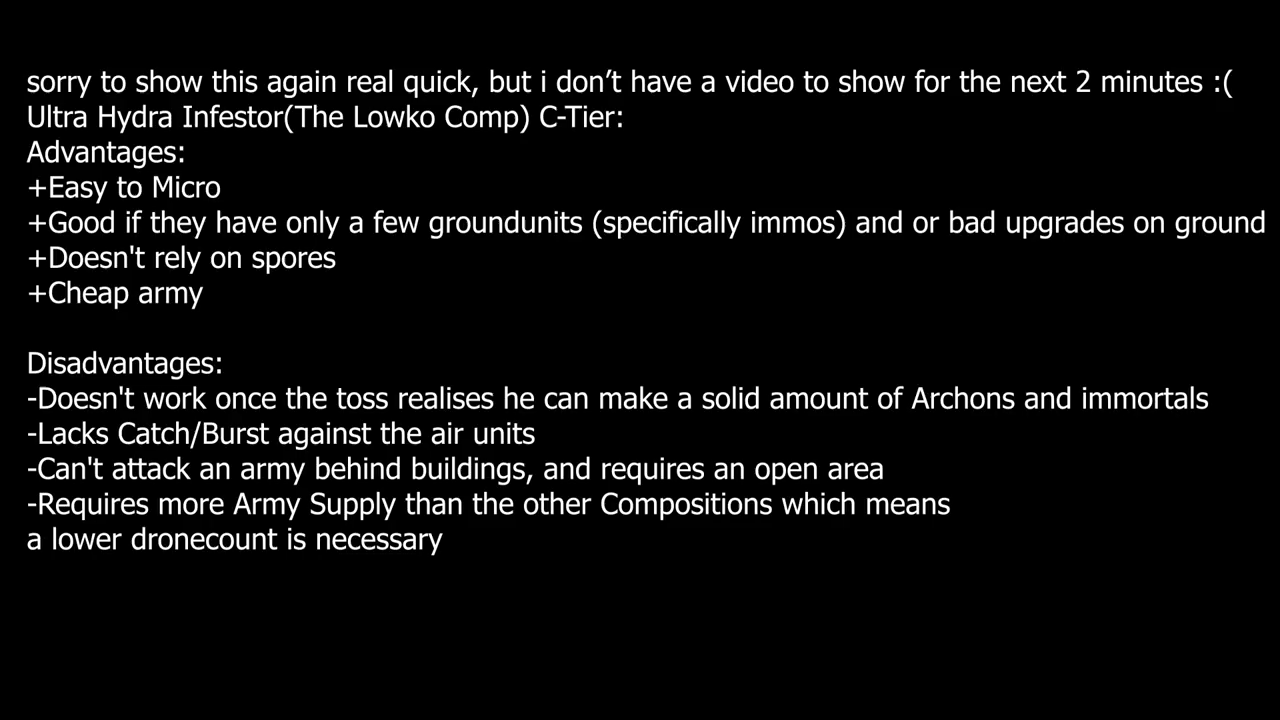 sorry to show this again real quick, but i don’t have a video to show for the next 2 minutes :(
Ultra Hydra Infestor(The Lowko Comp) C-Tier:
Advantages:
+Easy to Micro
+Good if they have only a few groundunits (specifically immos) and or bad upgrades on ground
+Doesn't rely on spores
+Cheap army
Disadvantages:
-Doesn't work once the toss realises he can make a solid amount of Archons and immortals
-Lacks Catch/Burst against the air units
-Can't attack an army behind buildings, and requires an open area
-Requires more Army Supply than the other Compositions which means
a lower dronecount is necessary